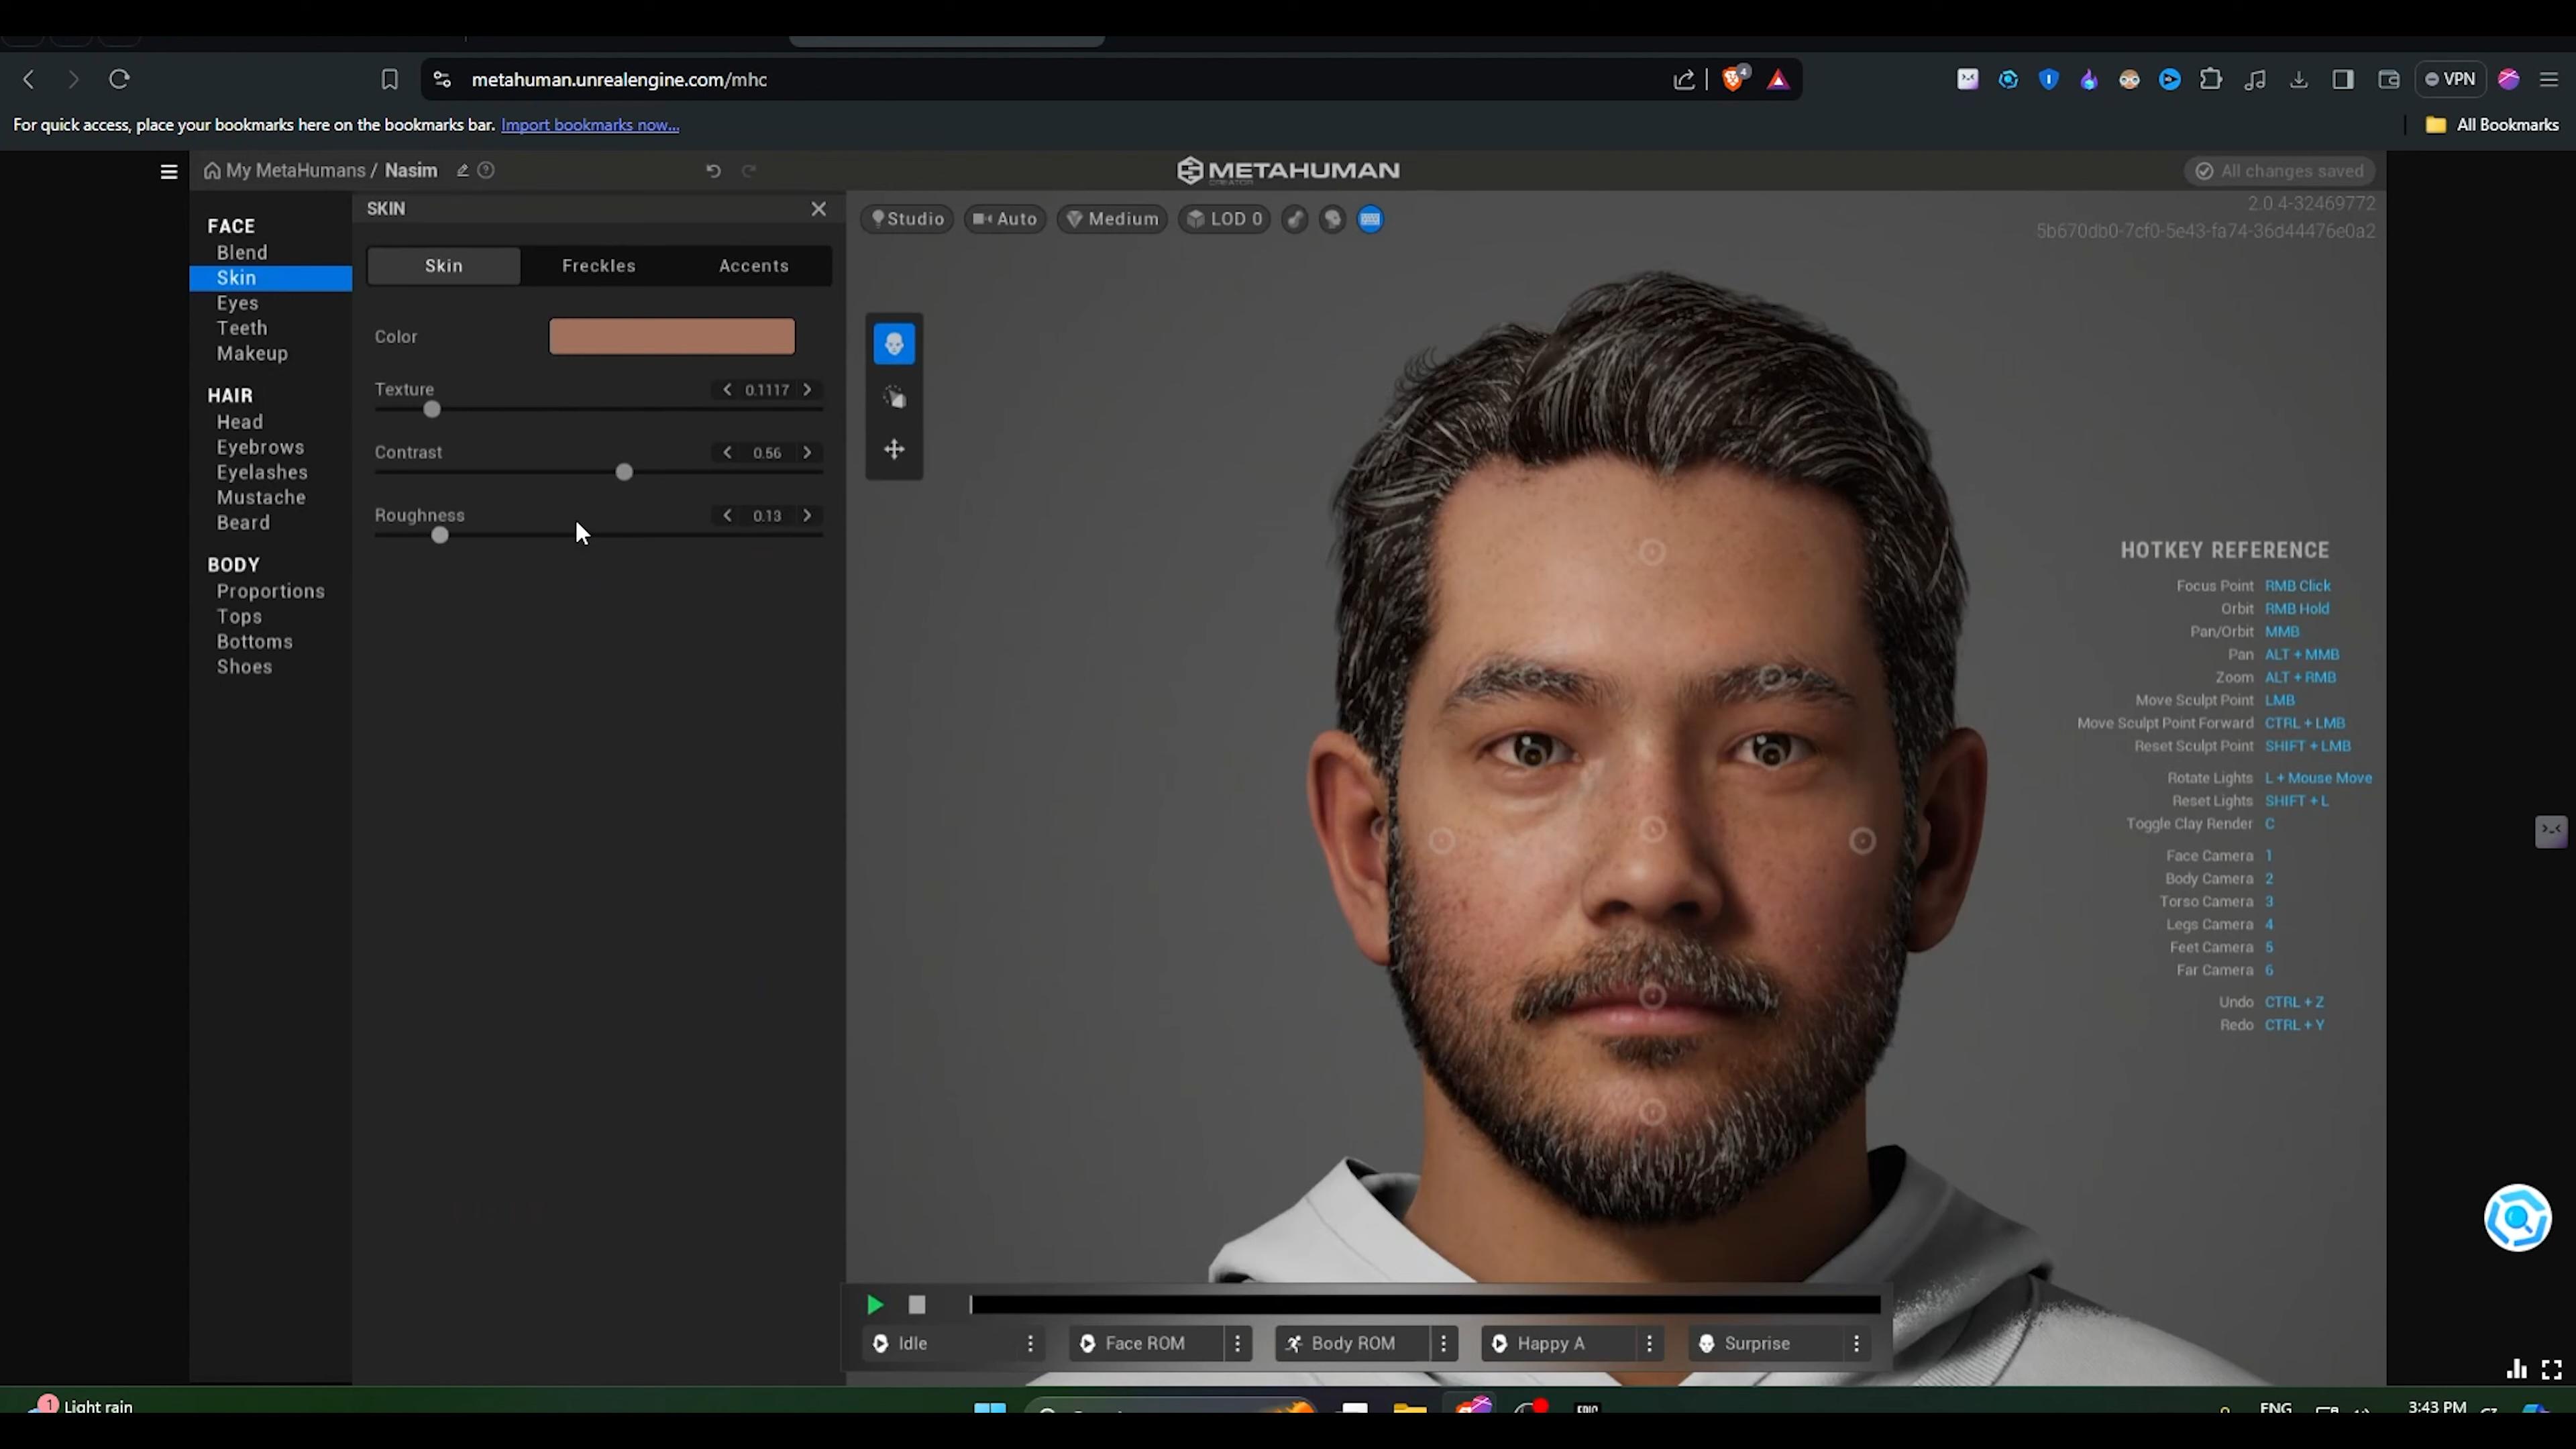 metahuman.unrealengine.com/mhc
4
VPN
For quick access, place your bookmarks here on the bookmarks bar. Import bookmarks now...
All Bookmarks
My MetaHumans / Nasim
METAHUMAN
CREATOR
All changes saved
2.0.4-32469772
5b670db0-7cf0-5e43-fa74-36d44476e0a2
FACE
Blend
Skin
Eyes
Teeth
Makeup
HAIR
Head
Eyebrows
Eyelashes
Mustache
Beard
BODY
Proportions
Tops
Bottoms
Shoes
SKIN
Skin Freckles Accents
Color
Texture 0.1117
Contrast 0.56
Roughness 0.13
Studio Auto Medium LOD 0
HOTKEY REFERENCE
Focus Point RMB Click
Orbit RMB Hold
Pan/Orbit MMB
Pan ALT + MMB
Zoom ALT + RMB
Move Sculpt Point LMB
Move Sculpt Point Forward CTRL + LMB
Reset Sculpt Point SHIFT + LMB
Rotate Lights L + Mouse Move
Reset Lights SHIFT + L
Toggle Clay Render C
Face Camera 1
Body Camera 2
Torso Camera 3
Legs Camera 4
Feet Camera 5
Far Camera 6
Undo CTRL + Z
Redo CTRL + Y
Idle Face ROM Body ROM Happy A Surprise
1 Light rain
EPIC
ENG
3:43 PM